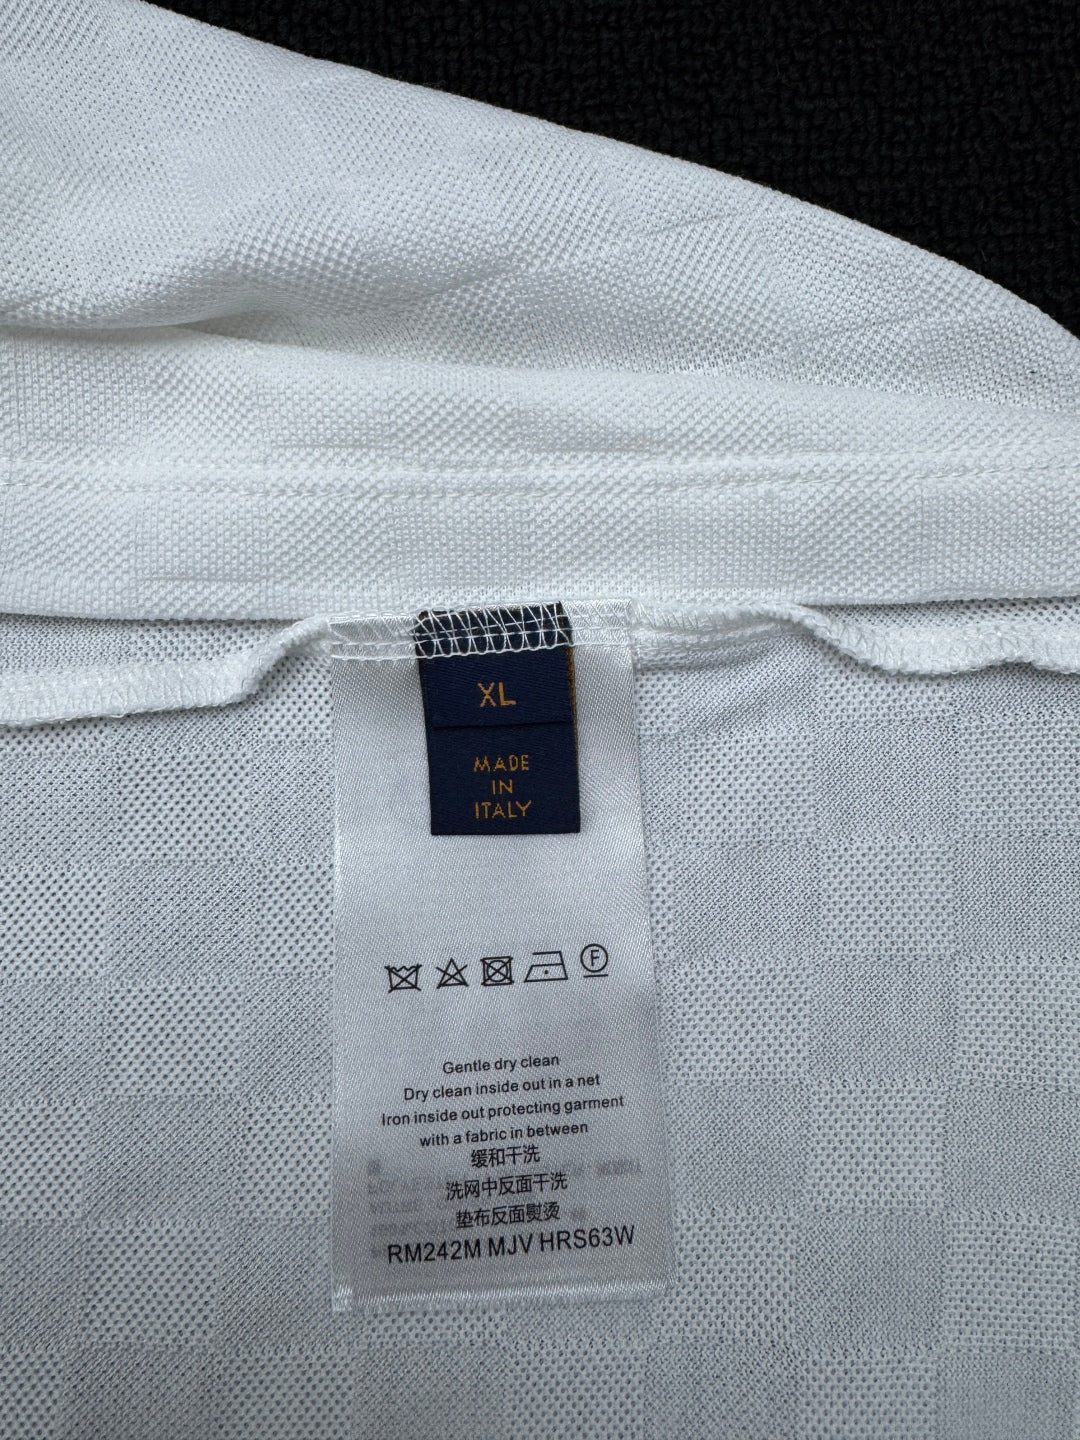 XL
MADE
IN
ITALY
F
Gentle dry clean
Dry clean inside out in a net
Iron inside out protecting garment
with a fabric in between
缓和干洗
洗网中反面干洗
垫布反面熨烫
RM242M MJV HRS63W